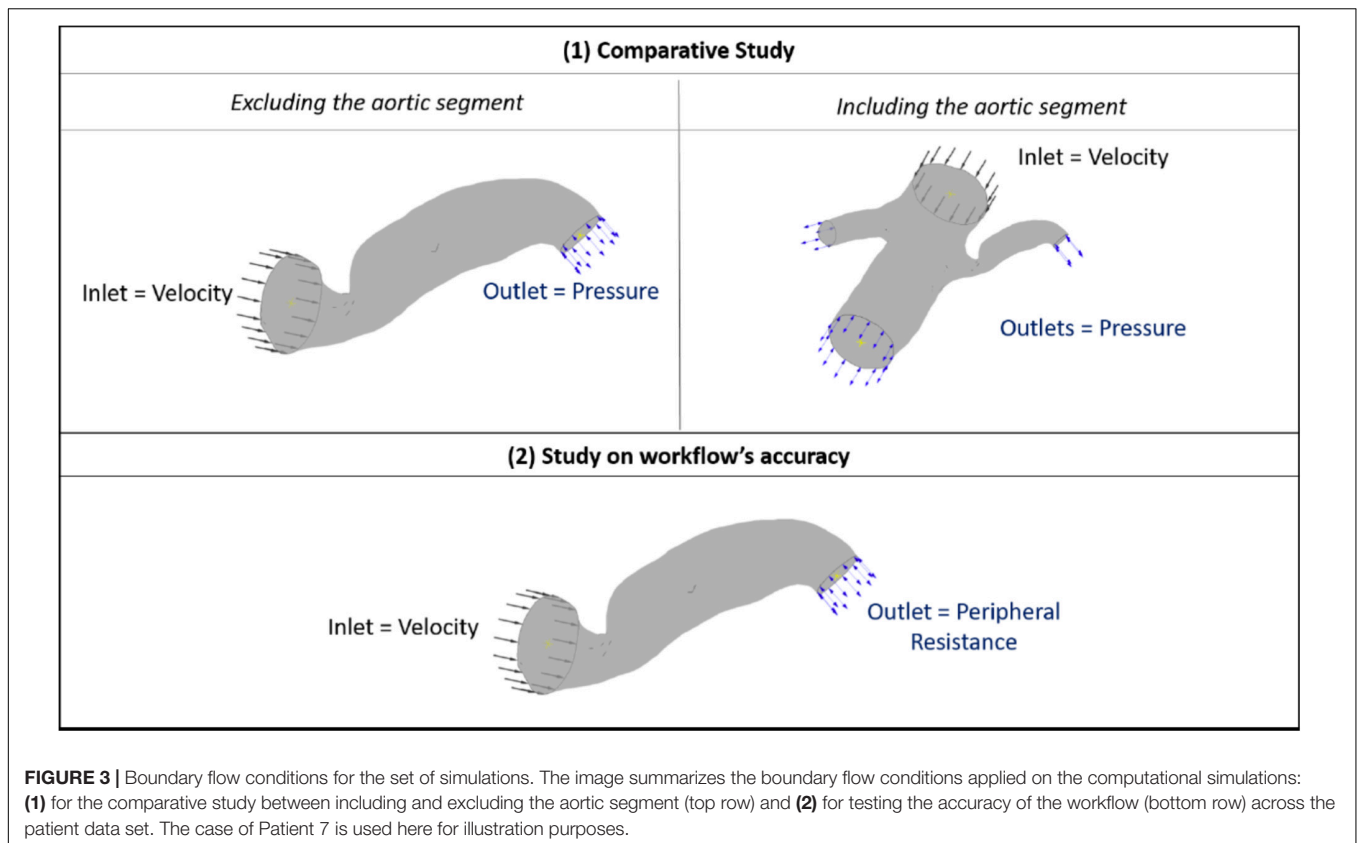 (1) Comparative Study
Excluding the aortic segment
Including the aortic segment
Inlet = Velocity
Outlet = Pressure
Inlet = Velocity
Outlets = Pressure
(2) Study on workflow's accuracy
Inlet = Velocity
Outlet = Peripheral
Resistance
FIGURE 3 | Boundary flow conditions for the set of simulations. The image summarizes the boundary flow conditions applied on the computational simulations:
(1) for the comparative study between including and excluding the aortic segment (top row) and (2) for testing the accuracy of the workflow (bottom row) across the
patient data set. The case of Patient 7 is used here for illustration purposes.